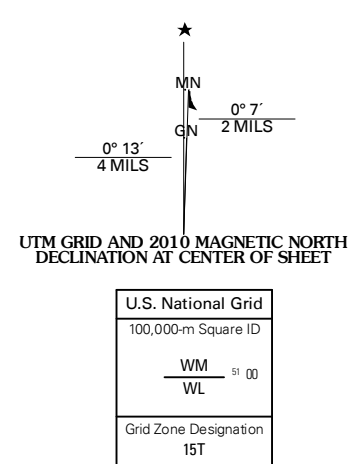 MN
0° 7´
2 MILS
GN
0° 13´
4 MILS
UTM GRID AND 2010 MAGNETIC NORTH
DECLINATION AT CENTER OF SHEET
U.S. National Grid
100,000-m Square ID
WM
51 00
WL
Grid Zone Designation
15T